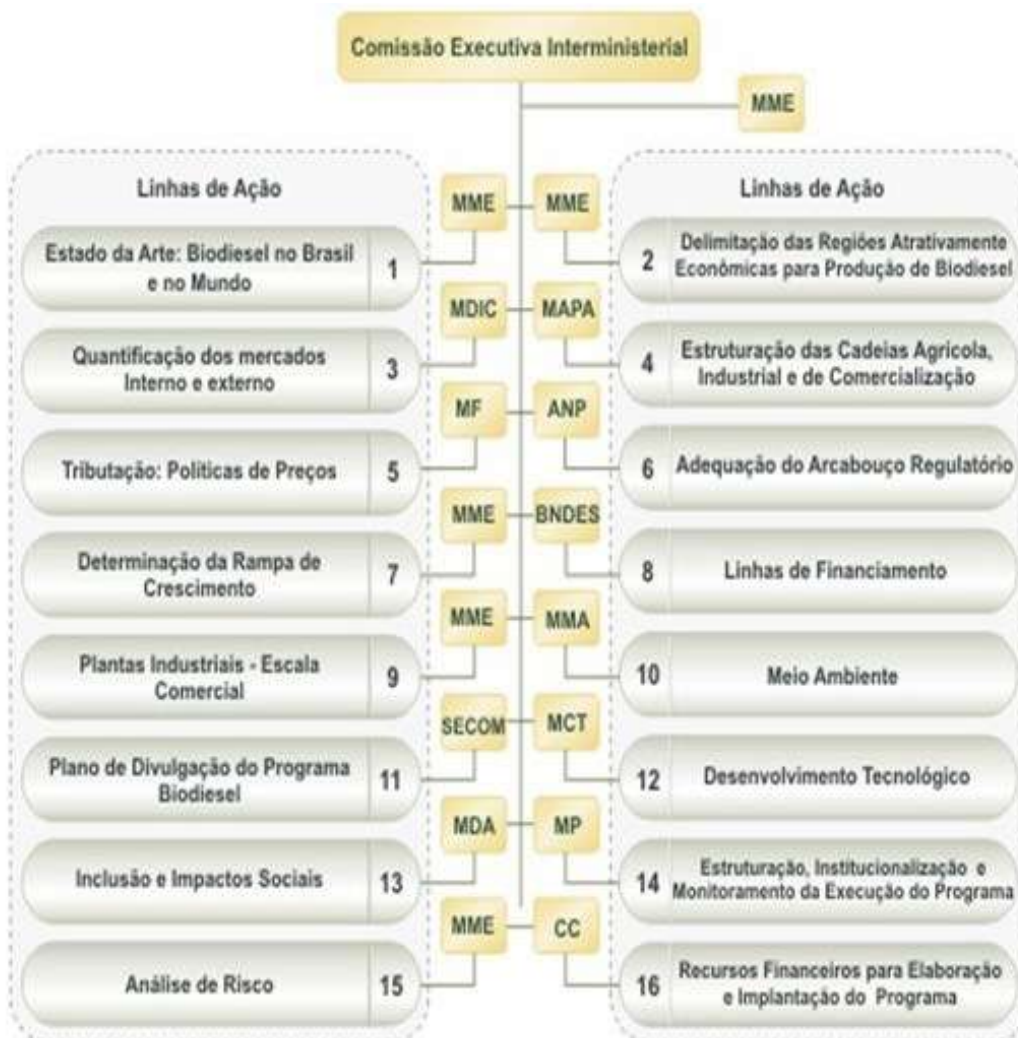 Comissão Executiva Interministerial
MME
Linhas de Ação
MME
MME
Linhas de Ação
Estado da Arte: Biodiesel no Brasil
e no Mundo
1
2
Delimitação das Regiões Atrativamente
Econômicas para Produção de Biodiesel
MDIC
MAPA
Quantificação dos mercados
Interno e externo
3
4
Estruturação das Cadeias Agrícola,
Industrial e de Comercialização
MF
ANP
Tributação: Políticas de Preços
5
6
Adequação do Arcabouço Regulatório
MME
BNDES
Determinação da Rampa de
Crescimento
7
8
Linhas de Financiamento
MME
MMA
Plantas Industriais - Escala
Comercial
9
10
Meio Ambiente
SECOM
MCT
Plano de Divulgação do Programa
Biodiesel
11
12
Desenvolvimento Tecnológico
MDA
MP
Inclusão e Impactos Sociais
13
14
Estruturação, Institucionalização e
Monitoramento da Execução do Programa
MME
CC
Análise de Risco
15
16
Recursos Financeiros para Elaboração
e Implantação do Programa